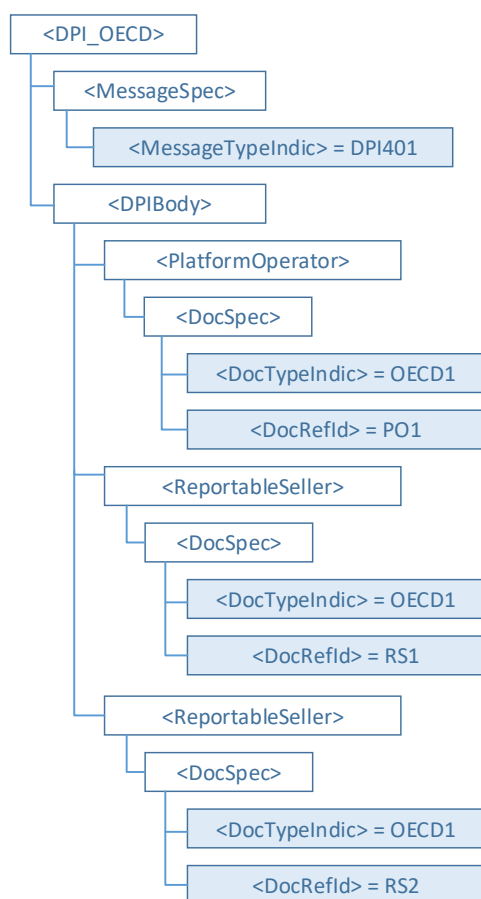 <DPI_OECD>
<MessageSpec>
<MessageTypeIndic> = DPI401
<DPIBody>
<PlatformOperator>
<DocSpec>
<DocTypeIndic> = OECD1
<DocRefId> = PO1
<ReportableSeller>
<DocSpec>
<DocTypeIndic> = OECD1
<DocRefId> = RS1
<ReportableSeller>
<DocSpec>
<DocTypeIndic> = OECD1
<DocRefId> = RS2